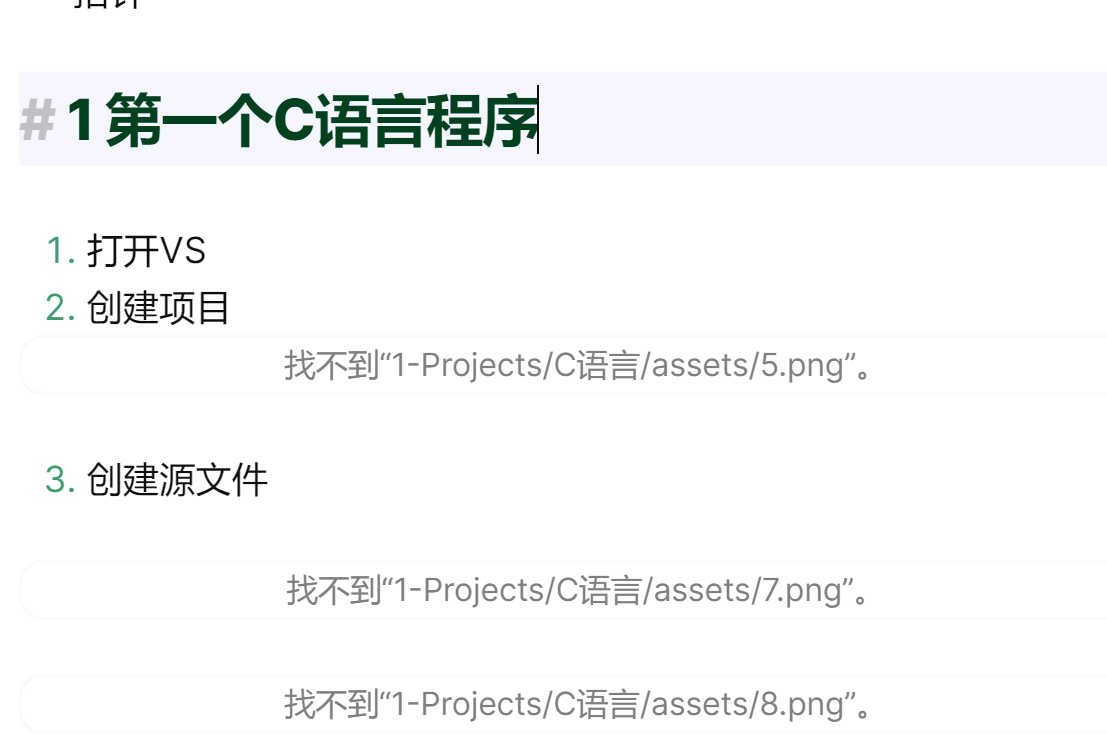 # 1 第一个C语言程序
1. 打开VS
2. 创建项目
找不到“1-Projects/C语言/assets/5.png”。
3. 创建源文件
找不到“1-Projects/C语言/assets/7.png”。
找不到“1-Projects/C语言/assets/8.png”。